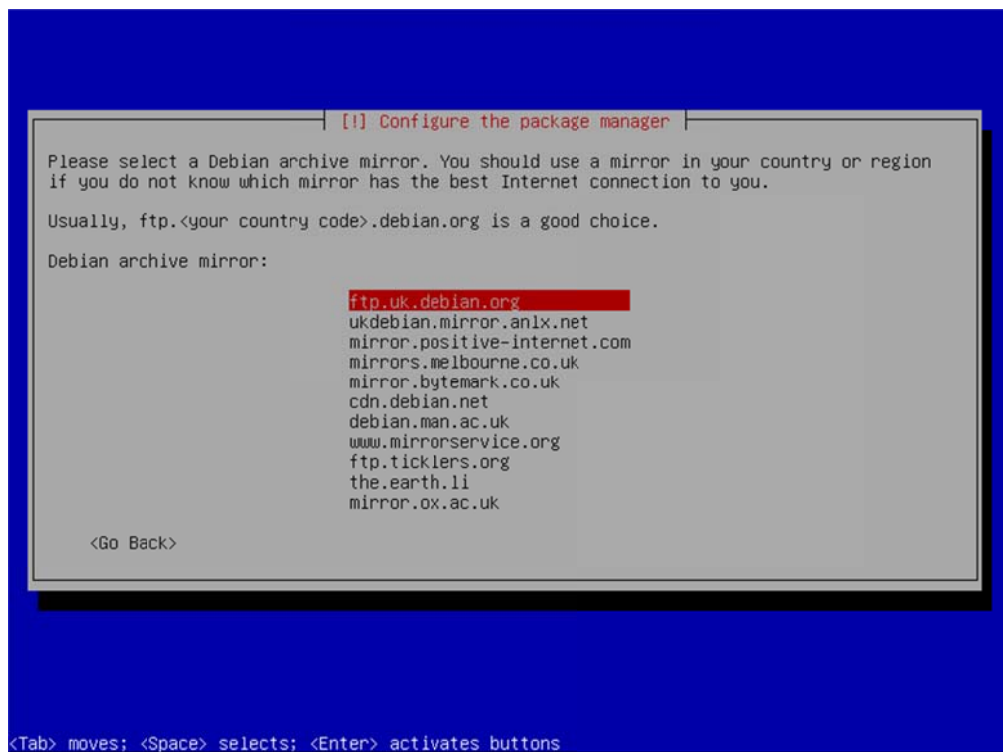 [!] Configure the package manager
Please select a Debian archive mirror. You should use a mirror in your country or region
if you do not know which mirror has the best Internet connection to you.
Usually, ftp.<your country code>.debian.org is a good choice.
Debian archive mirror:
ftp.uk.debian.org
ukdebian.mirror.anlx.net
mirror.positive-internet.com
mirrors.melbourne.co.uk
mirror.bytemark.co.uk
cdn.debian.net
debian.man.ac.uk
www.mirrorservice.org
ftp.ticklers.org
the.earth.li
mirror.ox.ac.uk
<Go Back>
<Tab> moves; <Space> selects; <Enter> activates buttons